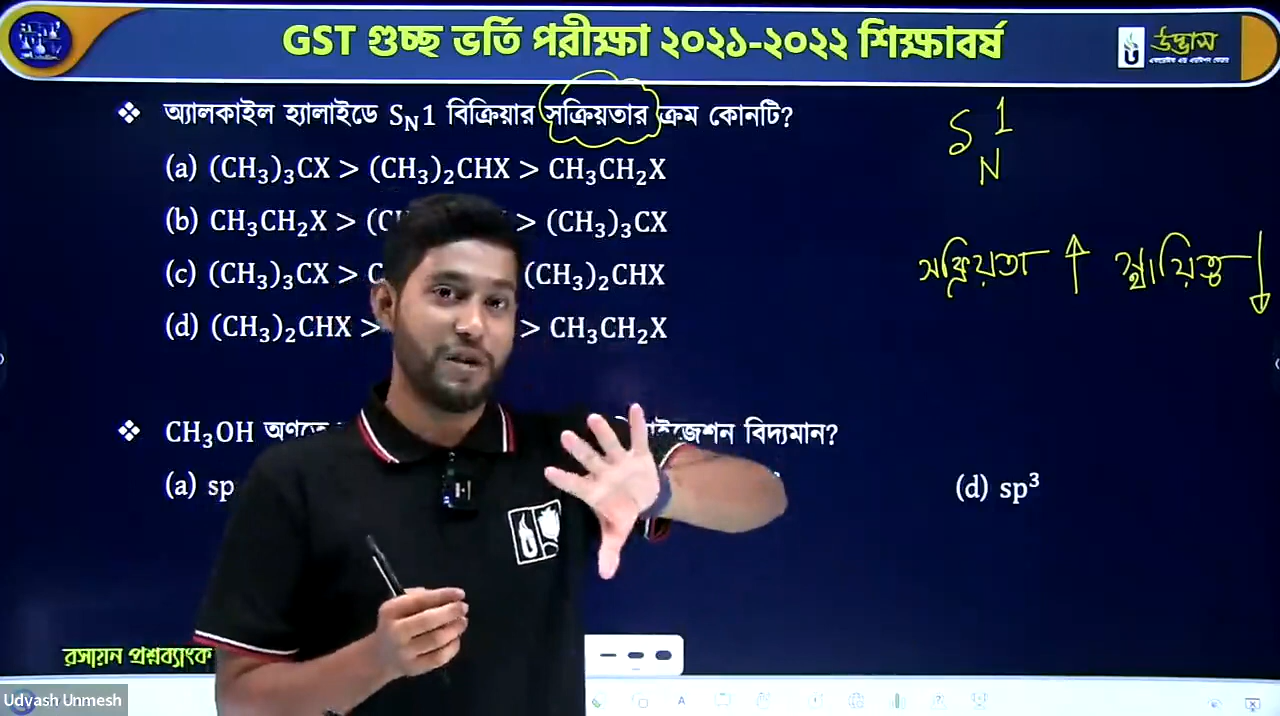 GST গুচ্ছ ভর্তি পরীক্ষা ২০২১-২০২২ শিক্ষাবর্ষ
উদ্ভাস
❖ অ্যালকাইল হ্যালাইডে S_N1 বিক্রিয়ার সক্রিয়তার ক্রম কোনটি?
(a) (CH₃)₃CX > (CH₃)₂CHX > CH₃CH₂X
(b) CH₃CH₂X > > (CH₃)₃CX
(c) (CH₃)₃CX > (CH₃)₂CHX
(d) (CH₃)₂CHX > > CH₃CH₂X
S_N1
সক্রিয়তা ↑ স্থায়িত্ব ↓
❖ CH₃OH বিদ্যমান?
(a) sp (d) sp³
রসায়ন প্রশ্নব্যাংক
Udvash Unmesh